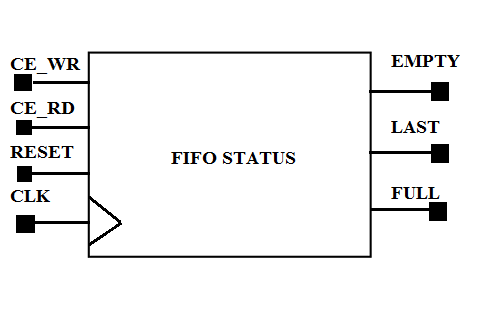 CE_WR
CE_RD
RESET
CLK
FIFO STATUS
EMPTY
LAST
FULL